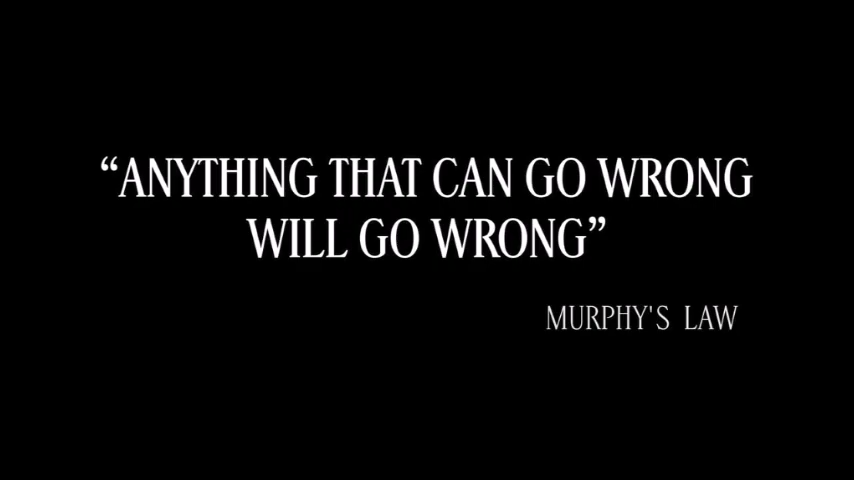 “ANYTHING THAT CAN GO WRONG
WILL GO WRONG”
MURPHY'S LAW